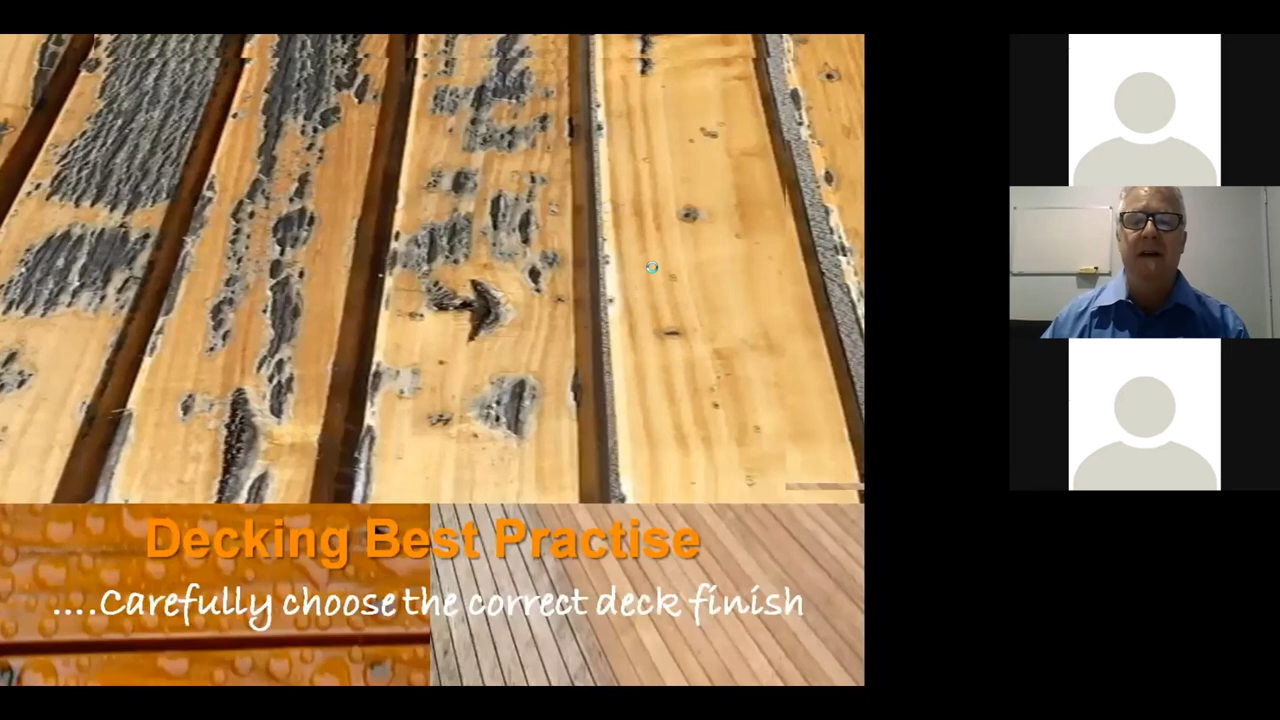 Decking Best Practise
....Carefully choose the correct deck finish